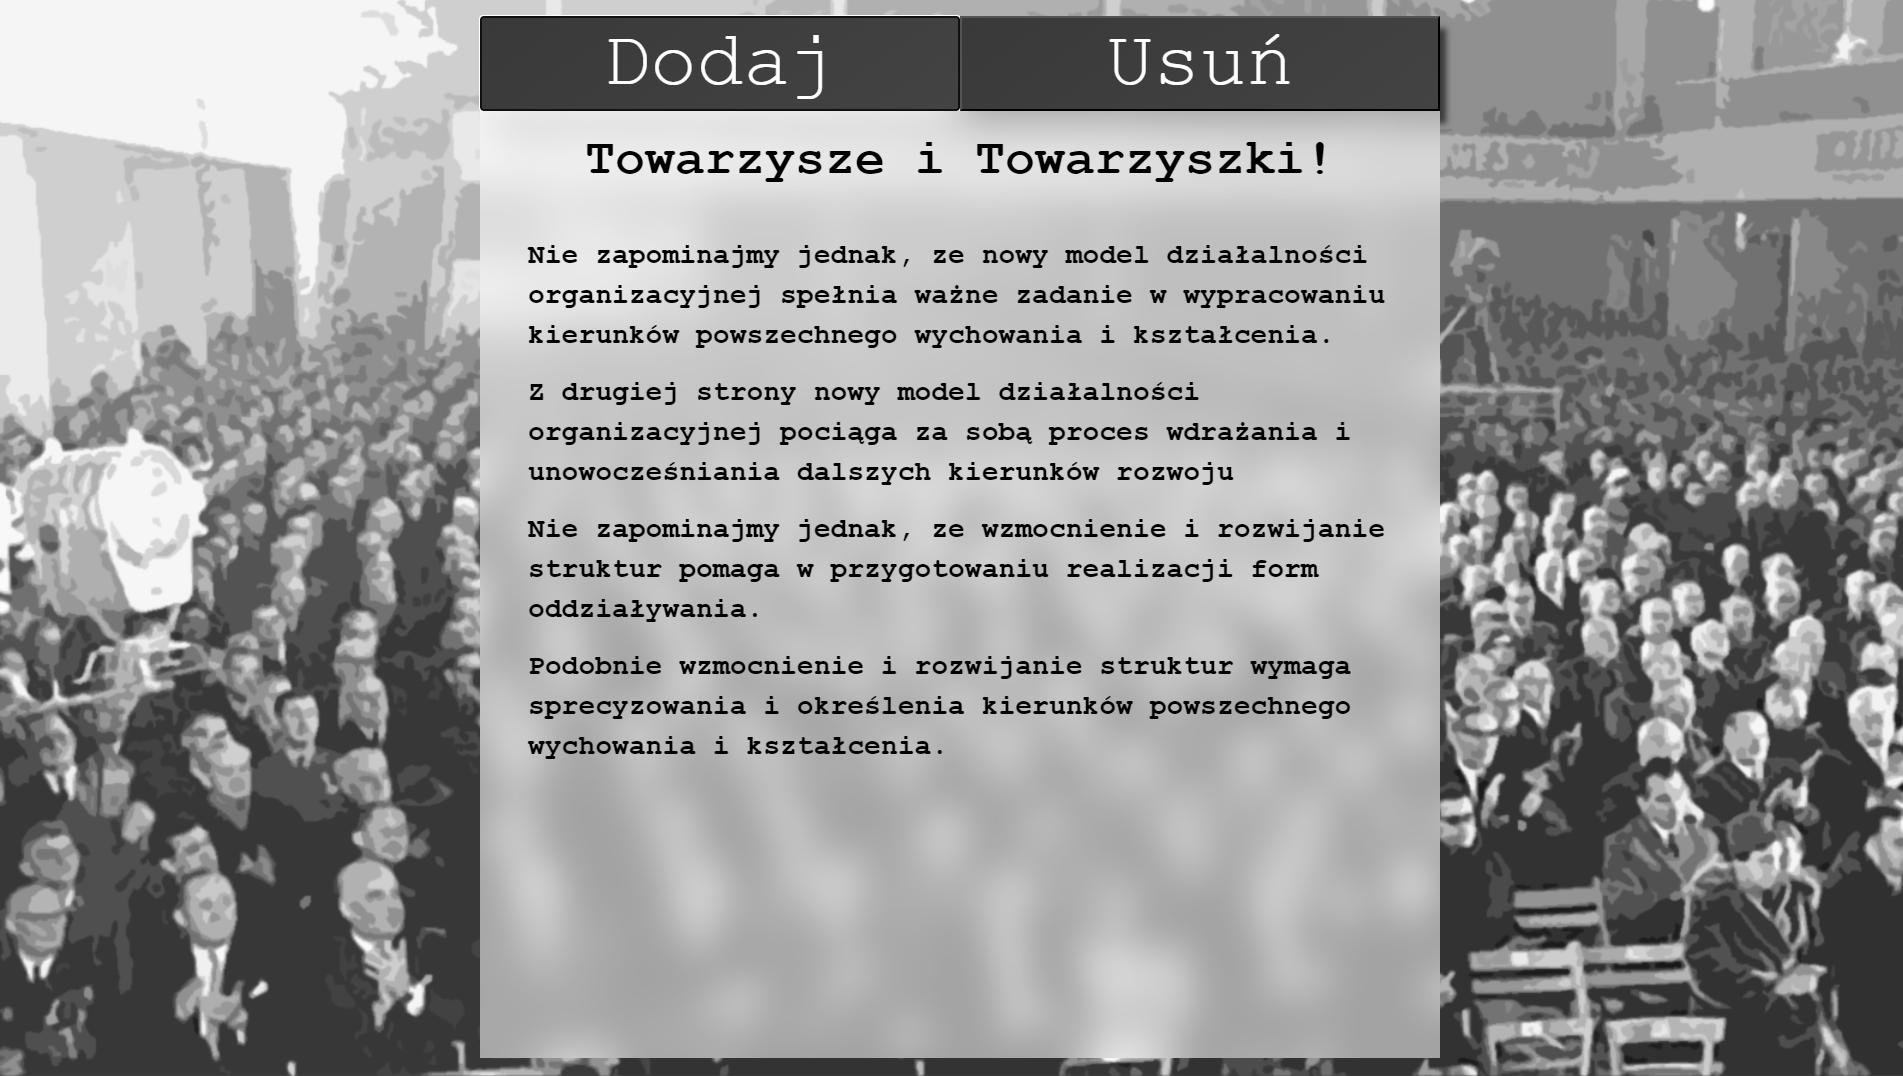 Dodaj Usuń
Towarzysze i Towarzyszki!
Nie zapominajmy jednak, ze nowy model działalności
organizacyjnej spełnia ważne zadanie w wypracowaniu
kierunków powszechnego wychowania i kształcenia.
Z drugiej strony nowy model działalności
organizacyjnej pociąga za sobą proces wdrażania i
unowocześniania dalszych kierunków rozwoju
Nie zapominajmy jednak, ze wzmocnienie i rozwijanie
struktur pomaga w przygotowaniu realizacji form
oddziaływania.
Podobnie wzmocnienie i rozwijanie struktur wymaga
sprecyzowania i określenia kierunków powszechnego
wychowania i kształcenia.